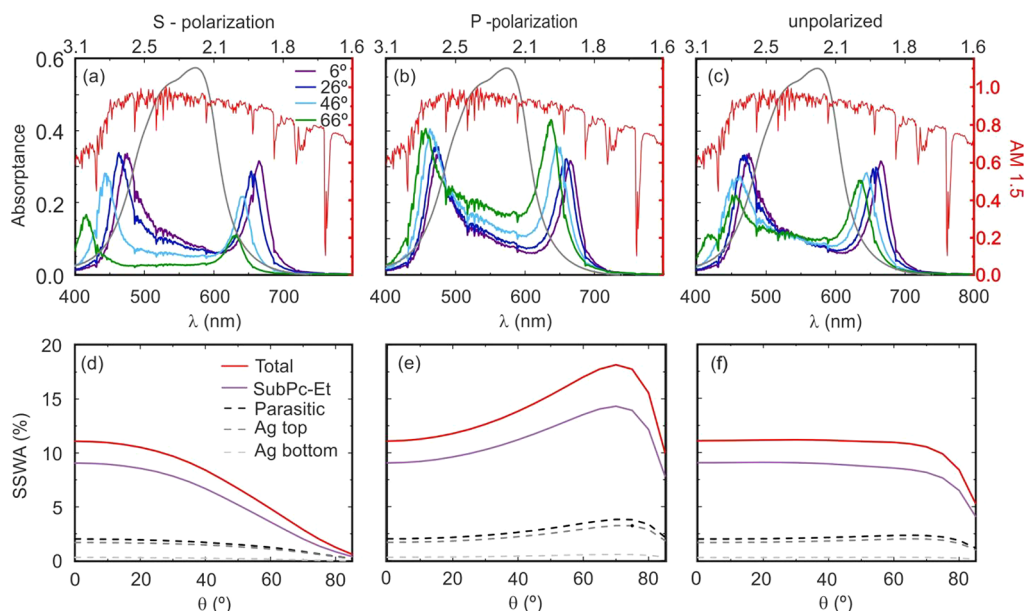 S - polarization P -polarization unpolarized
3.1 2.5 2.1 1.8 1.6 3.1 2.5 2.1 1.8 1.6 3.1 2.5 2.1 1.8 1.6
0.6 (a) 6º (b) (c) 1.0
26º
46º
66º
0.4 0.8
Absorptance 0.6 AM 1.5
0.2 0.4
0.2
0.0 0.0
400 500 600 700 400 500 600 700 400 500 600 700 800
λ (nm) λ (nm) λ (nm)
20 (d) (e) (f)
Total
SubPc-Et
15 Parasitic
Ag top
Ag bottom
SSWA (%)
10
5
0
0 20 40 60 80 0 20 40 60 80 0 20 40 60 80
θ (º) θ (º) θ (º)